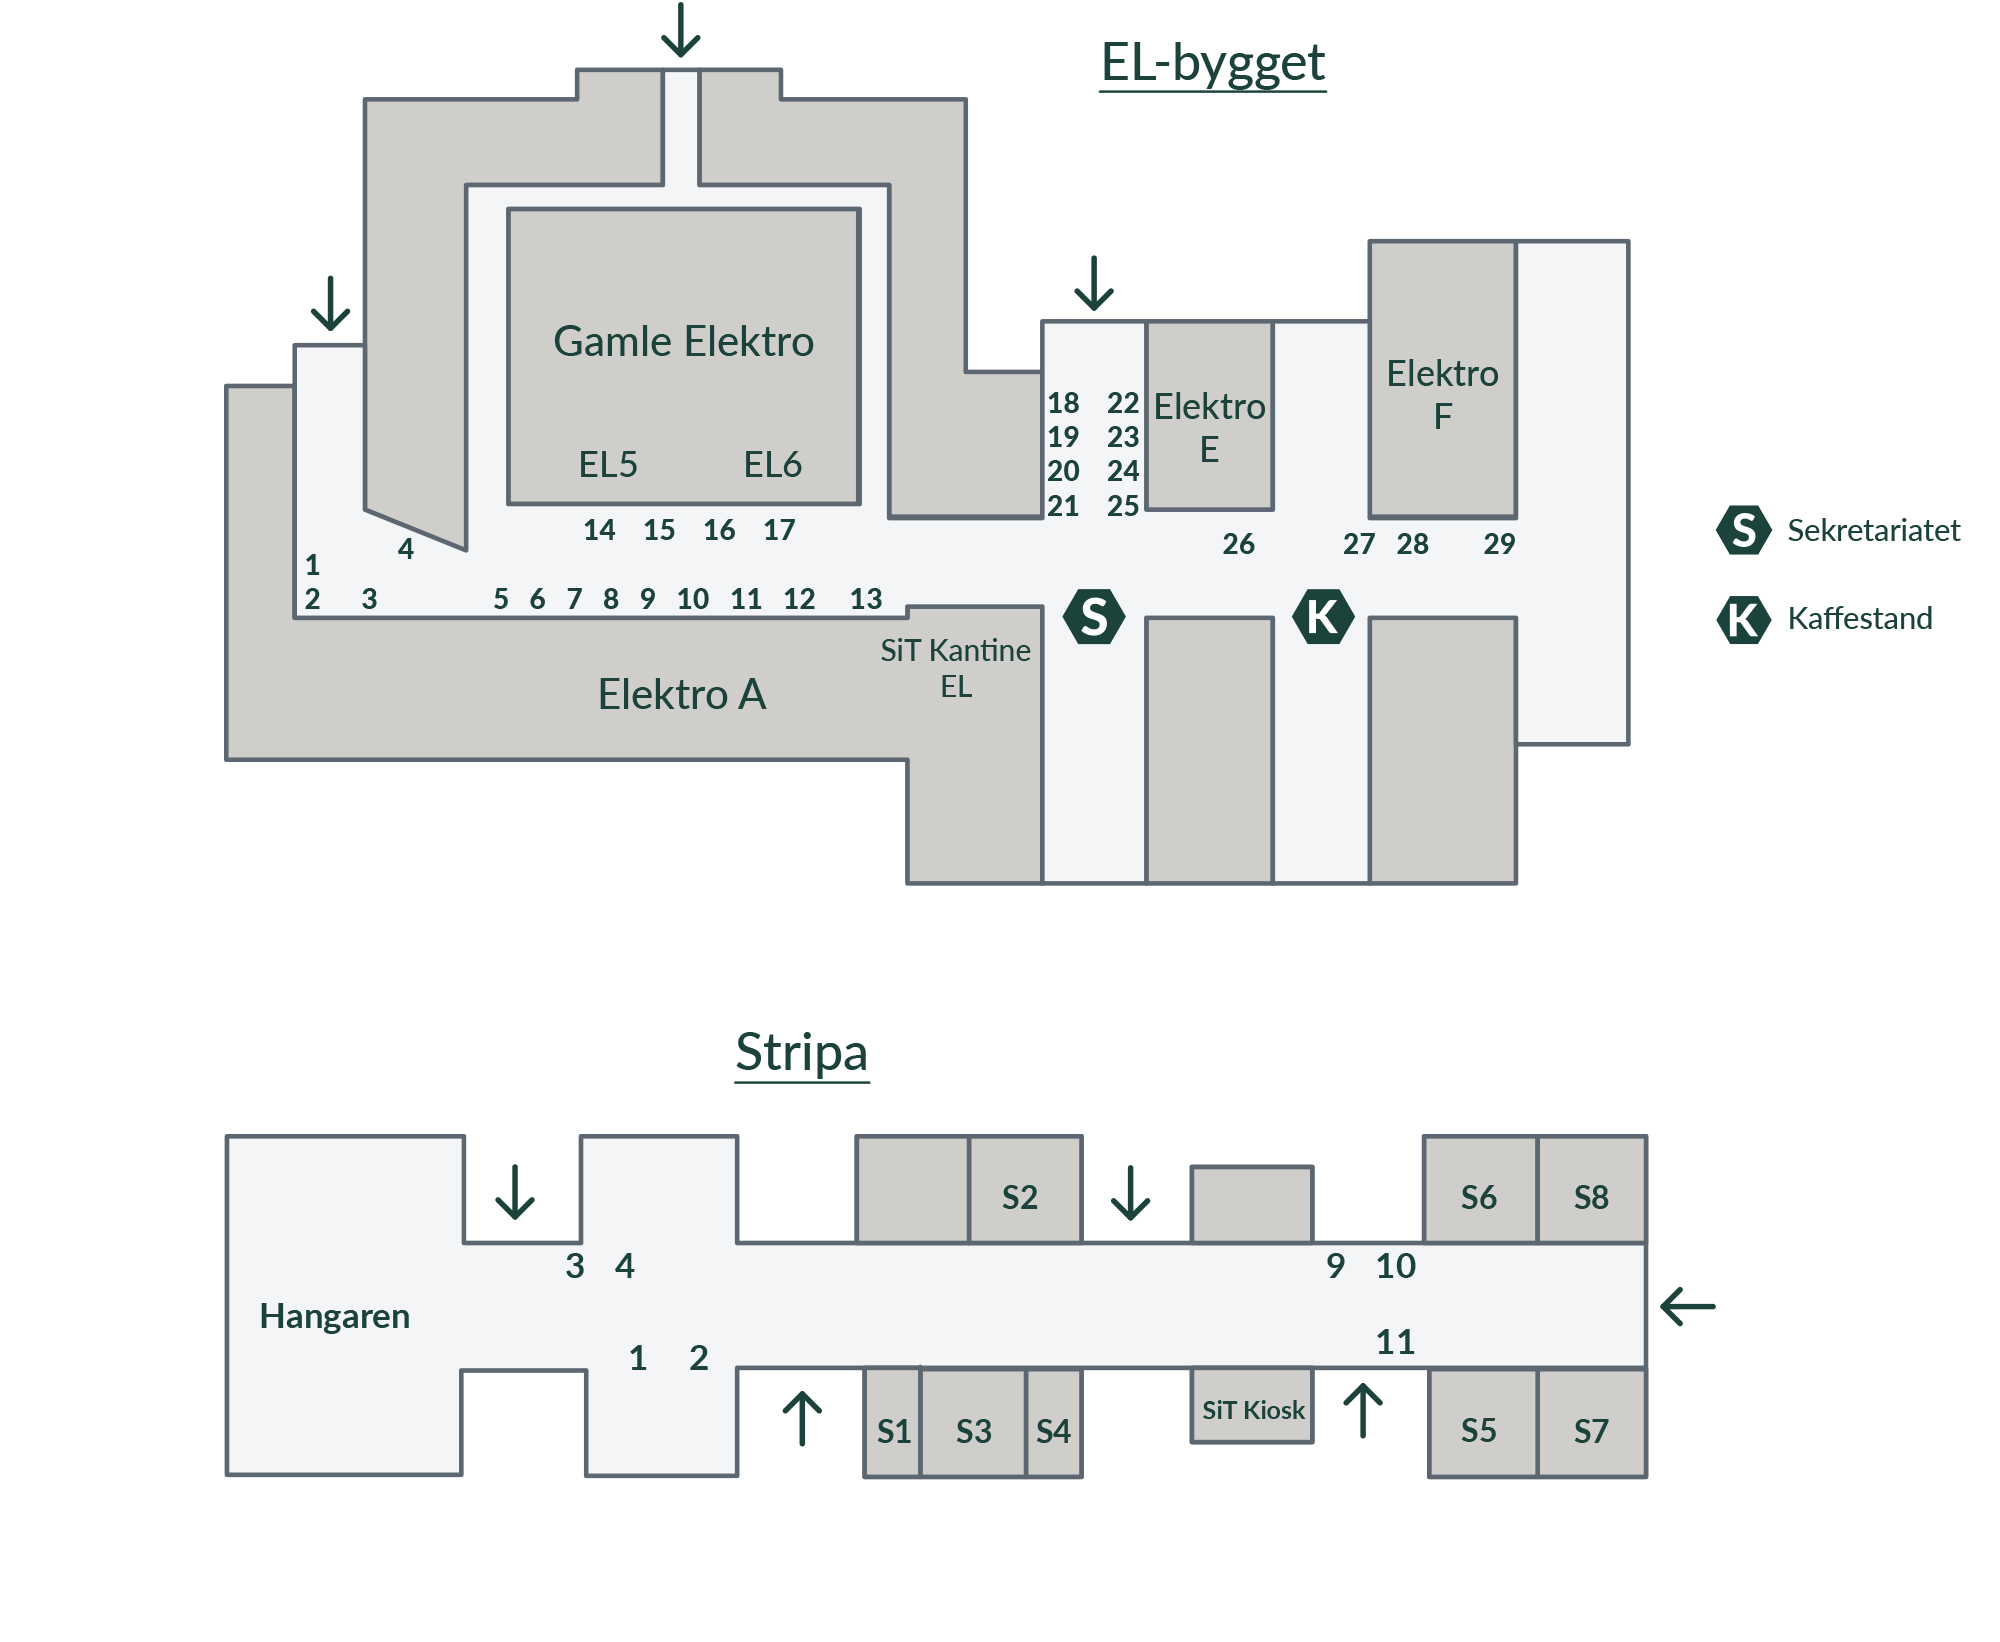 EL-bygget
Gamle Elektro
EL5 EL6
Elektro
E
Elektro
F
18 22
19 23
20 24
21 25
14 15 16 17
4
1
2 3 5 6 7 8 9 10 11 12 13
26 27 28 29
S
K
SiT Kantine
EL
Elektro A
S Sekretariatet
K Kaffestand
Stripa
S2 S6 S8
3 4 9 10
Hangaren
1 2 11
S1 S3 S4 SiT Kiosk S5 S7